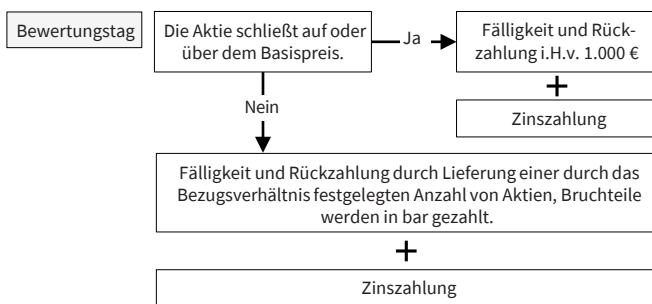 Bewertungstag
Die Aktie schließt auf oder
über dem Basispreis.
Ja
Fälligkeit und Rück-
zahlung i.H.v. 1.000 €
+
Zinszahlung
Nein
Fälligkeit und Rückzahlung durch Lieferung einer durch das
Bezugsverhältnis festgelegten Anzahl von Aktien, Bruchteile
werden in bar gezahlt.
+
Zinszahlung